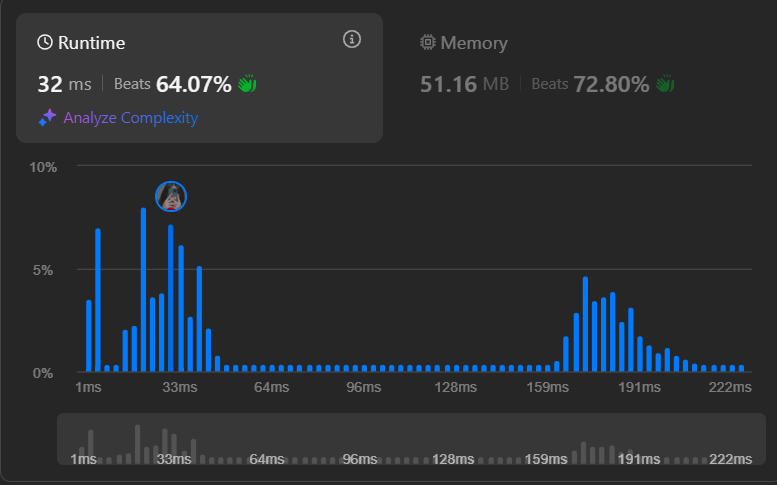 Runtime
32 ms Beats 64.07%
Analyze Complexity
Memory
51.16 MB Beats 72.80%
10%
5%
0%
1ms 33ms 64ms 96ms 128ms 159ms 191ms 222ms
1ms 33ms 64ms 96ms 128ms 159ms 191ms 222ms